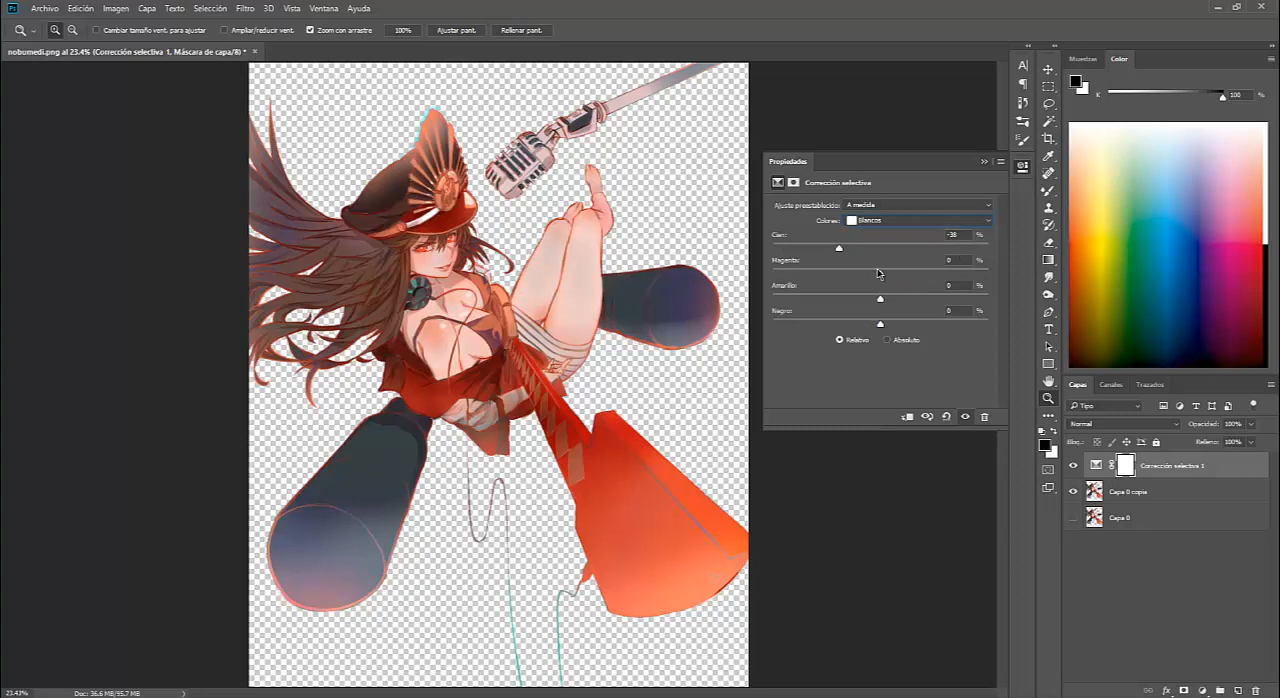 Ps Archivo Edición Imagen Capa Texto Selección Filtro 3D Vista Ventana Ayuda
Cambiar tamaño vent. para ajustar Ampliar/reducir vent. Zoom con arrastre 100% Ajustar pant. Rellenar pant.
nobumedi.png al 23.4% (Corrección selectiva 1, Máscara de capa/8) *
Muestras Color
K 100 %
Propiedades
Corrección selectiva
Ajuste preestablecido: A medida
Colores: Blancos
Cian: -38 %
Magenta: 0 %
Amarillo: 0 %
Negro: 0 %
Relativo Absoluto
Capas Canales Trazados
Tipo
Normal Opacidad: 100%
Bloq.: Relleno: 100%
Corrección selectiva 1
Capa 0 copia
Capa 0
23.43% Doc: 36.6 MB/95.7 MB